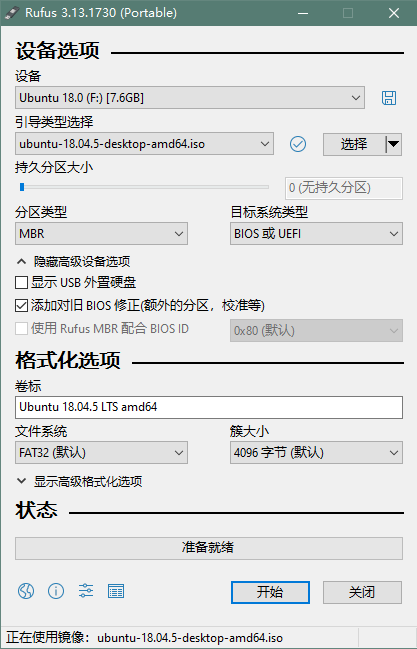 Rufus 3.13.1730 (Portable)
设备选项
设备
Ubuntu 18.0 (F:) [7.6GB]
引导类型选择
ubuntu-18.04.5-desktop-amd64.iso
选择
持久分区大小
0 (无持久分区)
分区类型
目标系统类型
MBR
BIOS 或 UEFI
隐藏高级设备选项
显示 USB 外置硬盘
添加对旧 BIOS 修正(额外的分区，校准等)
使用 Rufus MBR 配合 BIOS ID
0x80 (默认)
格式化选项
卷标
Ubuntu 18.04.5 LTS amd64
文件系统
簇大小
FAT32 (默认)
4096 字节 (默认)
显示高级格式化选项
状态
准备就绪
开始
关闭
正在使用镜像：ubuntu-18.04.5-desktop-amd64.iso